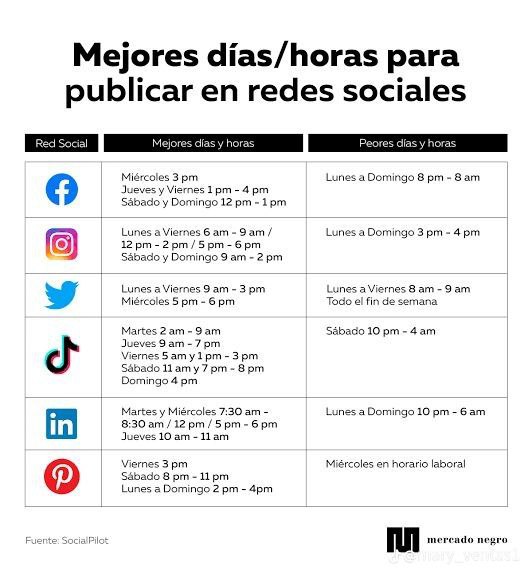 Mejores días/horas para
publicar en redes sociales
Red Social
Mejores días y horas
Peores días y horas
Miércoles 3 pm
Jueves y Viernes 1 pm - 4 pm
Sábado y Domingo 12 pm - 1 pm
Lunes a Domingo 8 pm - 8 am
Lunes a Viernes 6 am - 9 am /
12 pm - 2 pm / 5 pm - 6 pm
Sábado y Domingo 9 am - 2 pm
Lunes a Domingo 3 pm - 4 pm
Lunes a Viernes 9 am - 3 pm
Miércoles 5 pm - 6 pm
Lunes a Viernes 8 am - 9 am
Todo el fin de semana
Martes 2 am - 9 am
Jueves 9 am - 7 pm
Viernes 5 am y 1 pm - 3 pm
Sábado 11 am y 7 pm - 8 pm
Domingo 4 pm
Sábado 10 pm - 4 am
in
Martes y Miércoles 7:30 am -
8:30 am / 12 pm / 5 pm - 6 pm
Jueves 10 am - 11 am
Lunes a Domingo 10 pm - 6 am
Viernes 3 pm
Sábado 8 pm - 11 pm
Lunes a Domingo 2 pm - 4pm
Miércoles en horario laboral
Fuente: SocialPilot
mercado negro